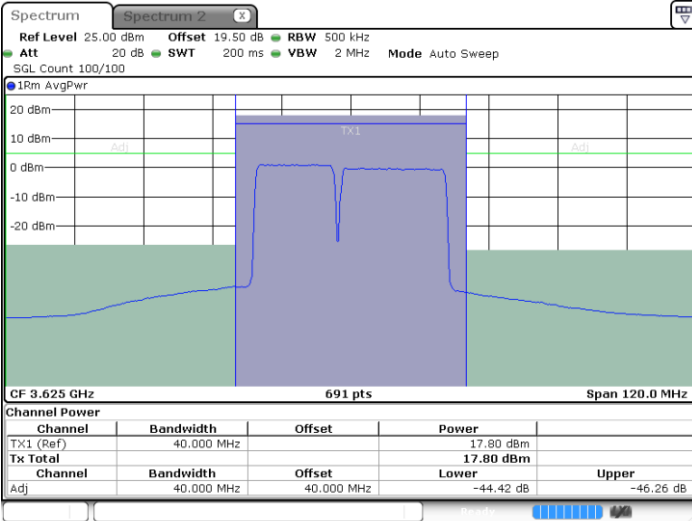 Spectrum Spectrum 2 X
Ref Level 25.00 dBm Offset 19.50 dB RBW 500 kHz
Att 20 dB SWT 200 ms VBW 2 MHz Mode Auto Sweep
SGL Count 100/100
1Rm AvgPwr
20 dBm
TX1
10 dBm
Adj Adj
0 dBm
-10 dBm
-20 dBm
CF 3.625 GHz 691 pts Span 120.0 MHz
Channel Power
Channel Bandwidth Offset Power
TX1 (Ref) 40.000 MHz 17.80 dBm
Tx Total 17.80 dBm
Channel Bandwidth Offset Lower Upper
Adj 40.000 MHz 40.000 MHz -44.42 dB -46.26 dB
Ready